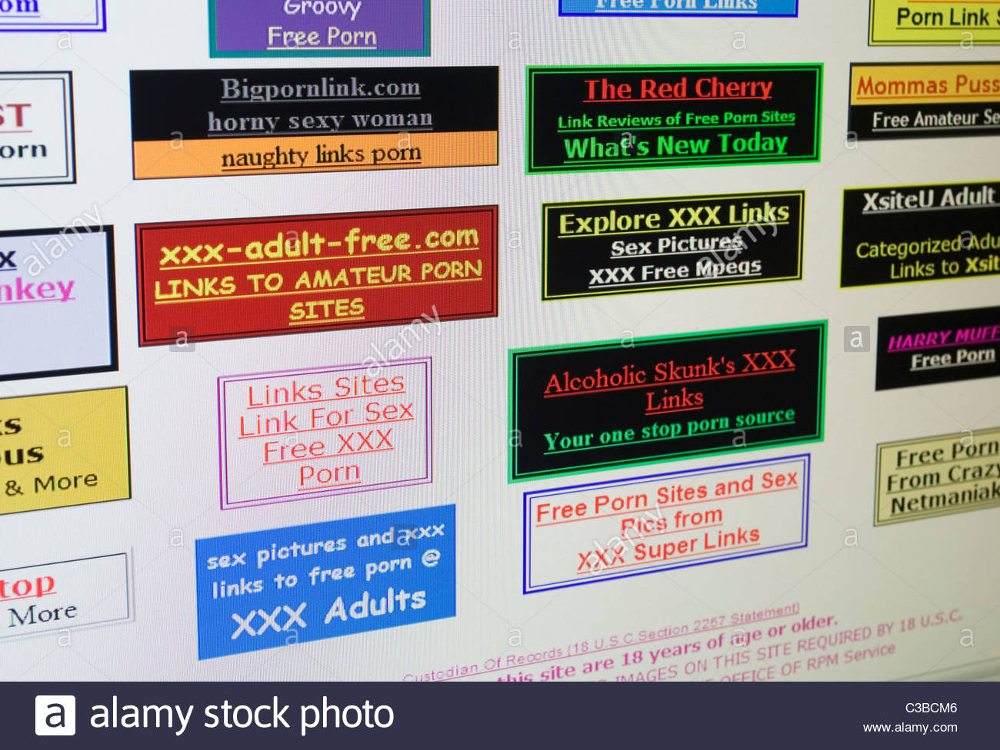 om
Groovy
Free Porn
Free Porn Links
Porn Link S
ST
orn
Bigpornlink.com
horny sexy woman
naughty links porn
The Red Cherry
Link Reviews of Free Porn Sites
What's New Today
Mommas Puss
Free Amateur Se
x
nkey
xxx-adult-free.com
LINKS TO AMATEUR PORN
SITES
Explore XXX Links
Sex Pictures
XXX Free Mpegs
XsiteU Adult
Categorized Adu
Links to Xsit
ks
ous
& More
Links Sites
Link For Sex
Free XXX
Porn
Alcoholic Skunk's XXX
Links
Your one stop porn source
HARRY MUFF
Free Porn
top
More
sex pictures and xxx
links to free porn @
XXX Adults
Free Porn Sites and Sex
Pics from
XXX Super Links
Free Porn
From Crazy
Netmaniak
Custodian Of Records (18 U.S.C.Section 2257 Statement)
this site are 18 years of age or older.
IMAGES ON THIS SITE REQUIRED BY 18 U.S.C.
OFFICE OF RPM Service
a alamy stock photo
C3BCM6
www.alamy.com